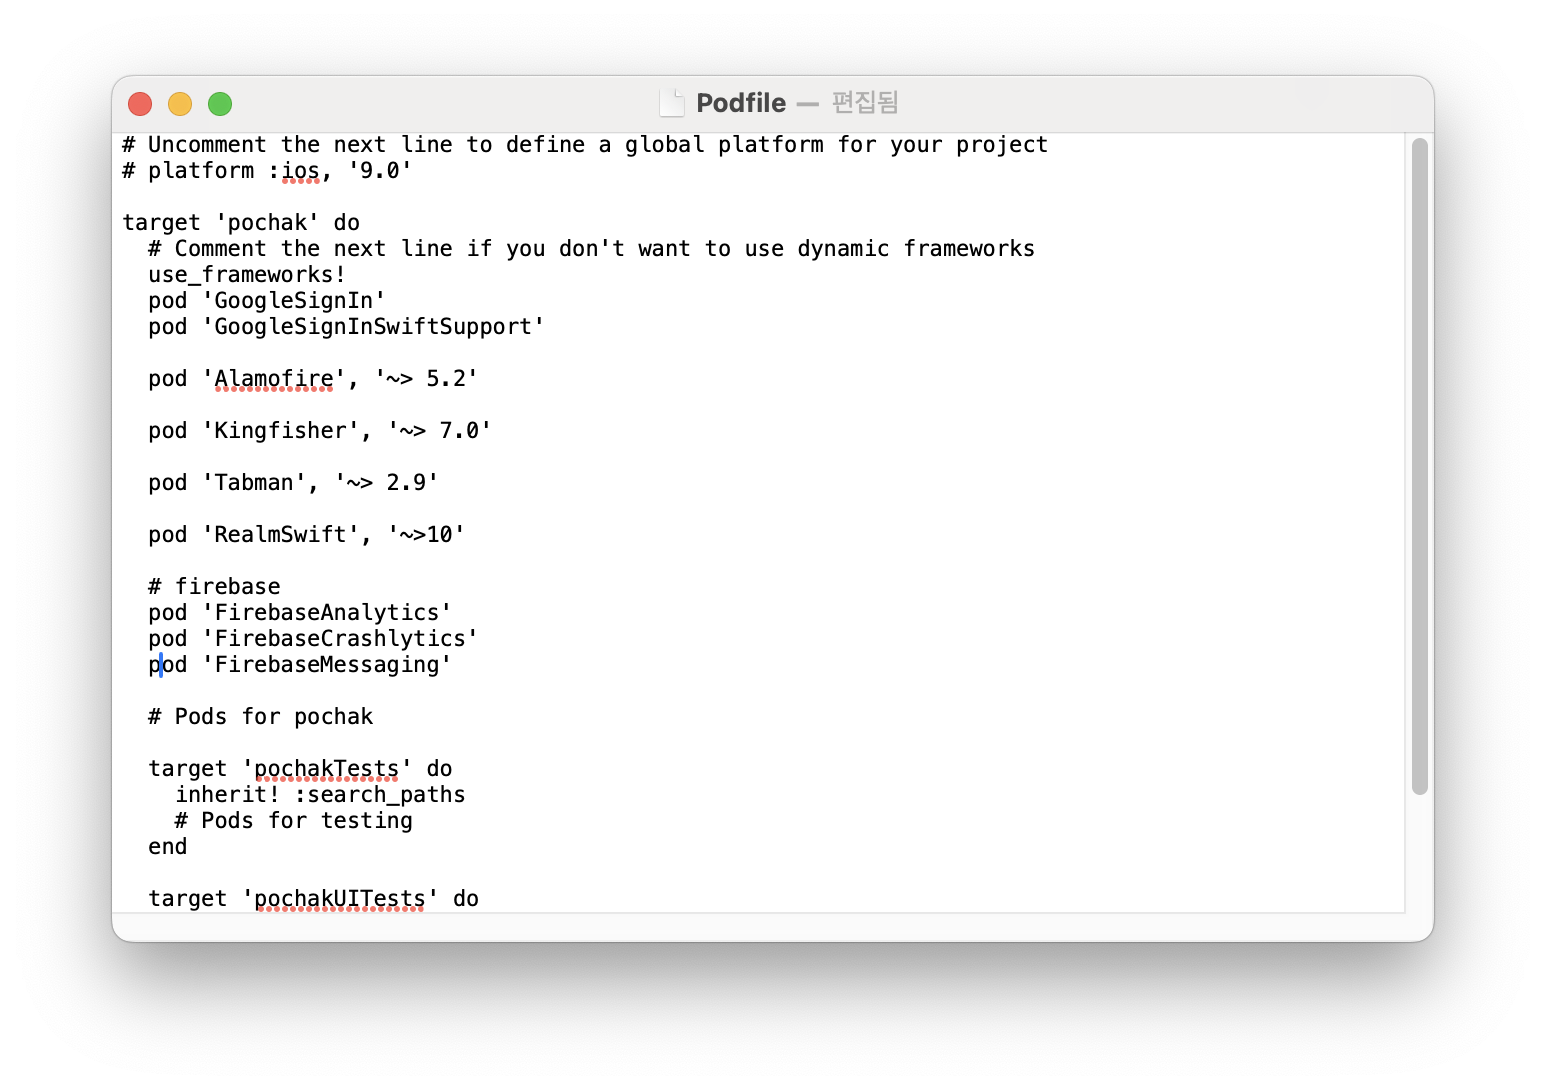 Podfile — 편집됨
# Uncomment the next line to define a global platform for your project
# platform :ios, '9.0'
target 'pochak' do
  # Comment the next line if you don't want to use dynamic frameworks
  use_frameworks!
  pod 'GoogleSignIn'
  pod 'GoogleSignInSwiftSupport'
  pod 'Alamofire', '~> 5.2'
  pod 'Kingfisher', '~> 7.0'
  pod 'Tabman', '~> 2.9'
  pod 'RealmSwift', '~>10'
  # firebase
  pod 'FirebaseAnalytics'
  pod 'FirebaseCrashlytics'
  pod 'FirebaseMessaging'
  # Pods for pochak
  target 'pochakTests' do
    inherit! :search_paths
    # Pods for testing
  end
  target 'pochakUITests' do